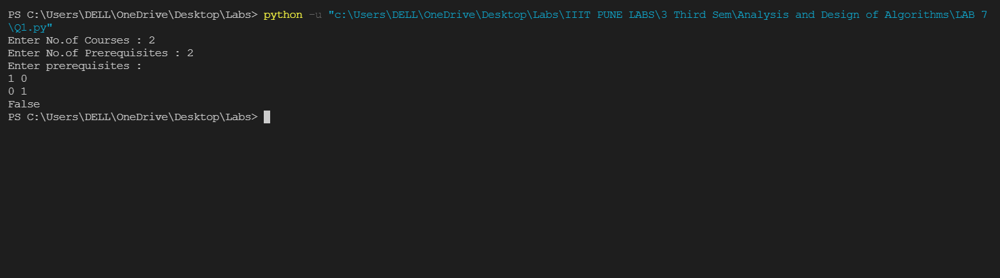 PS C:\Users\DELL\OneDrive\Desktop\Labs> python -u "c:\Users\DELL\OneDrive\Desktop\Labs\IIIT PUNE LABS\3 Third Sem\Analysis and Design of Algorithms\LAB 7
\Q1.py"
Enter No.of Courses : 2
Enter No.of Prerequisites : 2
Enter prerequisites :
1 0
0 1
False
PS C:\Users\DELL\OneDrive\Desktop\Labs>